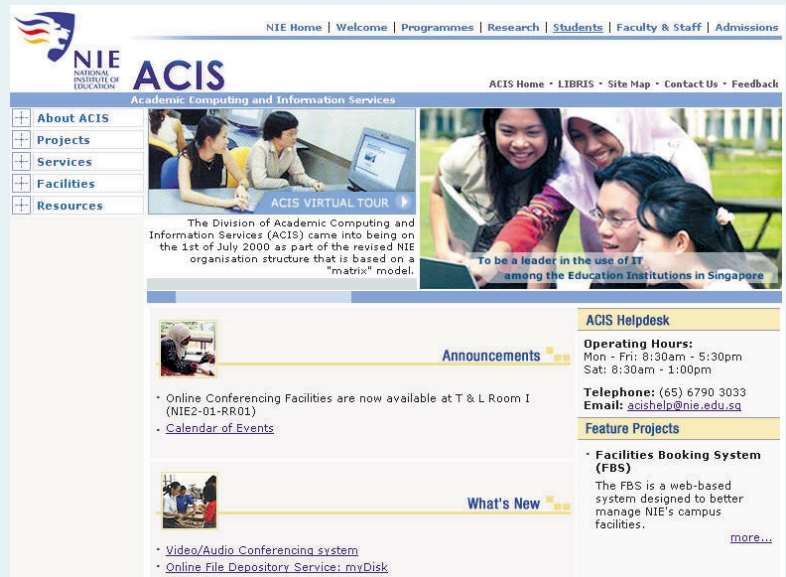 NIE Home | Welcome | Programmes | Research | Students | Faculty & Staff | Admissions
NIE
NATIONAL
INSTITUTE OF
EDUCATION
ACIS
ACIS Home • LIBRIS • Site Map • Contact Us • Feedback
Academic Computing and Information Services
About ACIS
Projects
Services
Facilities
Resources
ACIS VIRTUAL TOUR
The Division of Academic Computing and
Information Services (ACIS) came into being on
the 1st of July 2000 as part of the revised NIE
organisation structure that is based on a
"matrix" model.
To be a leader in the use of IT
among the Education Institutions in Singapore
Announcements
• Online Conferencing Facilities are now available at T & L Room I
(NIE2-01-RR01)
• Calendar of Events
What's New
• Video/Audio Conferencing system
• Online File Depository Service: myDisk
ACIS Helpdesk
Operating Hours:
Mon - Fri: 8:30am - 5:30pm
Sat: 8:30am - 1:00pm
Telephone: (65) 6790 3033
Email: acishelp@nie.edu.sg
Feature Projects
• Facilities Booking System
(FBS)
The FBS is a web-based
system designed to better
manage NIE's campus
facilities.
more...